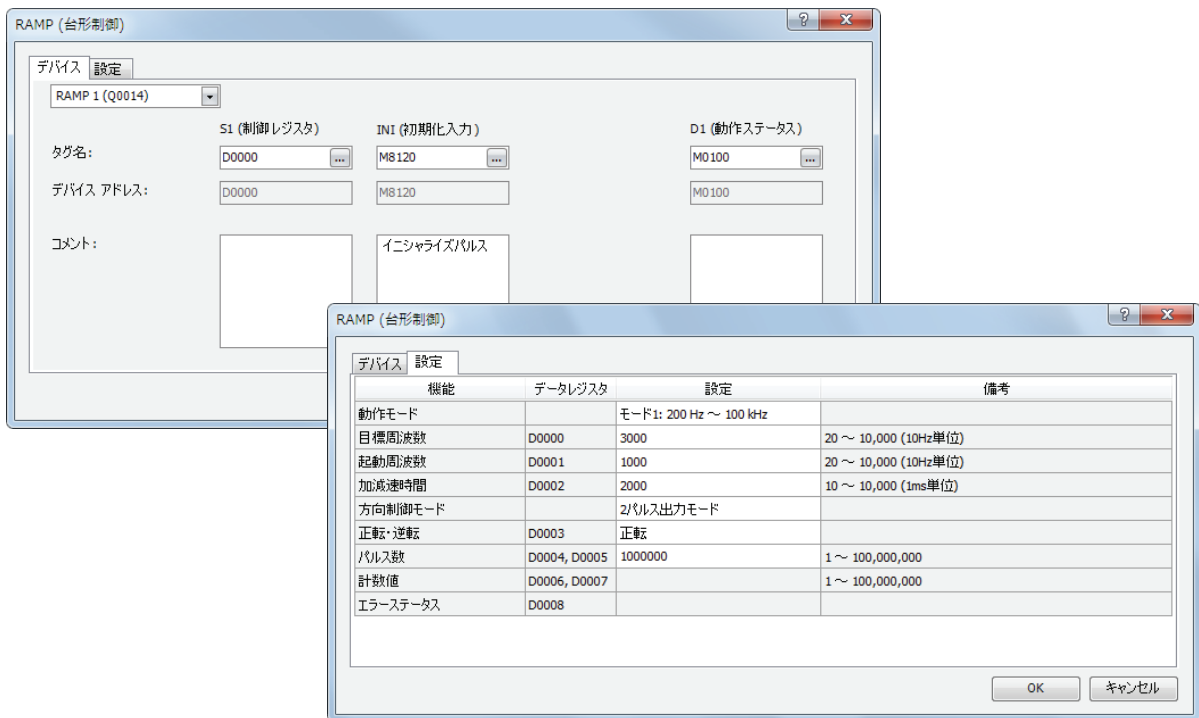 RAMP (台形制御)
デバイス 設定
RAMP 1 (Q0014)
S1 (制御レジスタ) INI (初期化入力) D1 (動作ステータス)
タグ名: D0000 ... M8120 ... M0100 ...
デバイス アドレス: D0000 M8120 M0100
コメント: イニシャライズパルス
RAMP (台形制御)
デバイス 設定
機能 データレジスタ 設定 備考
動作モード モード1: 200 Hz ~ 100 kHz
目標周波数 D0000 3000 20 ~ 10,000 (10Hz単位)
起動周波数 D0001 1000 20 ~ 10,000 (10Hz単位)
加減速時間 D0002 2000 10 ~ 10,000 (1ms単位)
方向制御モード 2パルス出力モード
正転・逆転 D0003 正転
パルス数 D0004, D0005 1000000 1 ~ 100,000,000
計数値 D0006, D0007 1 ~ 100,000,000
エラーステータス D0008
OK キャンセル